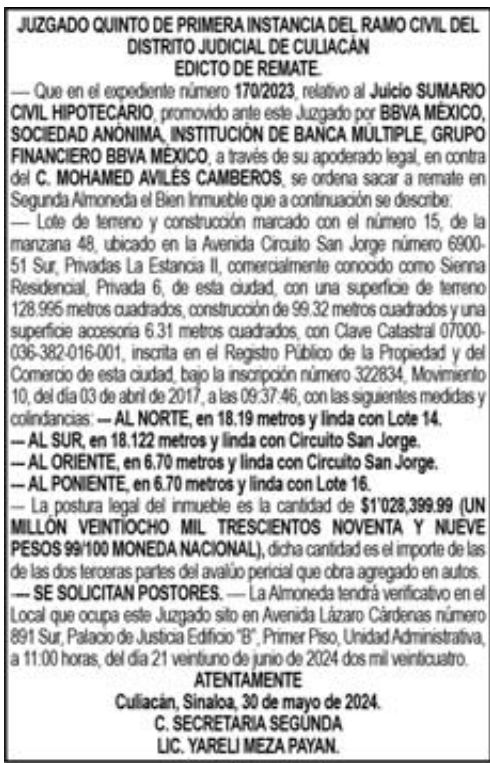 JUZGADO QUINTO DE PRIMERA INSTANCIA DEL RAMO CIVIL DEL
DISTRITO JUDICIAL DE CULIACÁN
EDICTO DE REMATE.
--- Que en el expediente número 170/2023, relativo al Juicio SUMARIO
CIVIL HIPOTECARIO, promovido ante este Juzgado por BBVA MÉXICO,
SOCIEDAD ANÓNIMA, INSTITUCIÓN DE BANCA MÚLTIPLE, GRUPO
FINANCIERO BBVA MÉXICO, a través de su apoderado legal, en contra
del C. MOHAMED AVILÉS CAMBEROS, se ordena sacar a remate en
Segunda Almoneda el Bien Inmueble que a continuación se describe:
--- Lote de terreno y construcción marcado con el número 15, de la
manzana 48, ubicado en la Avenida Circuito San Jorge número 6900-
51 Sur, Privadas La Estancia II, comercialmente conocido como Sienna
Residencial, Privada 6, de esta ciudad, con una superficie de terreno
128.995 metros cuadrados, construcción de 99.32 metros cuadrados y una
superficie accesoria 6.31 metros cuadrados, con Clave Catastral 07000-
036-382-016-001, inscrita en el Registro Público de la Propiedad y del
Comercio de esta ciudad, bajo la inscripción número 322834, Movimiento
10, del día 03 de abril de 2017, a las 09:37:46, con las siguientes medidas y
colindancias: --- AL NORTE, en 18.19 metros y linda con Lote 14.
--- AL SUR, en 18.122 metros y linda con Circuito San Jorge.
--- AL ORIENTE, en 6.70 metros y linda con Circuito San Jorge.
--- AL PONIENTE, en 6.70 metros y linda con Lote 16.
--- La postura legal del inmueble es la cantidad de $1'028,399.99 (UN
MILLÓN VEINTIOCHO MIL TRESCIENTOS NOVENTA Y NUEVE
PESOS 99/100 MONEDA NACIONAL), dicha cantidad es el importe de las
de las dos terceras partes del avalúo pericial que obra agregado en autos.
--- SE SOLICITAN POSTORES. --- La Almoneda tendrá verificativo en el
Local que ocupa este Juzgado sito en Avenida Lázaro Cárdenas número
891 Sur, Palacio de Justicia Edificio "B", Primer Piso, Unidad Administrativa,
a 11:00 horas, del día 21 veintiuno de junio de 2024 dos mil veinticuatro.
ATENTAMENTE
Culiacán, Sinaloa, 30 de mayo de 2024.
C. SECRETARIA SEGUNDA
LIC. YARELI MEZA PAYAN.